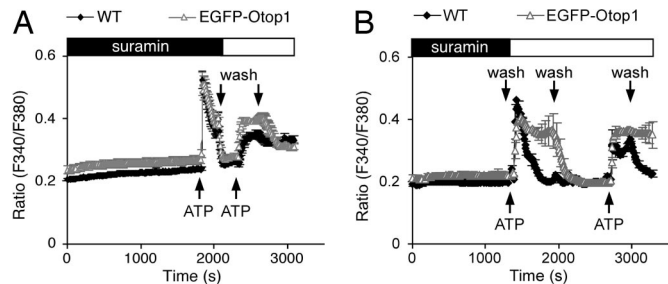 A
WT
EGFP-Otop1
suramin
wash
Ratio (F340/F380)
0.6
0.4
0.2
0
ATP
ATP
0
1000
2000
3000
Time (s)
B
WT
EGFP-Otop1
suramin
wash
wash
wash
Ratio (F340/F380)
0.6
0.4
0.2
0
ATP
ATP
0
1000
2000
3000
Time (s)